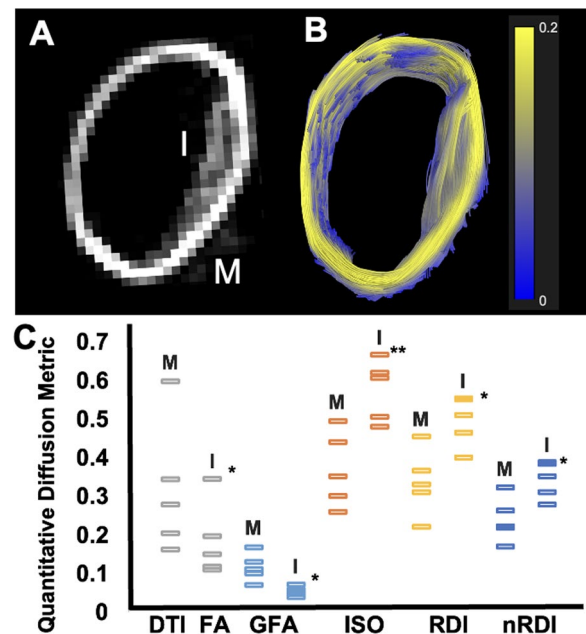 A
B
0.2
I
M
0
C
Quantitative Diffusion Metric
0.7
0.6
0.5
0.4
0.3
0.2
0.1
0
M
I
*
M
I
*
M
I
**
M
I
*
M
I
*
DTI FA GFA ISO RDI nRDI